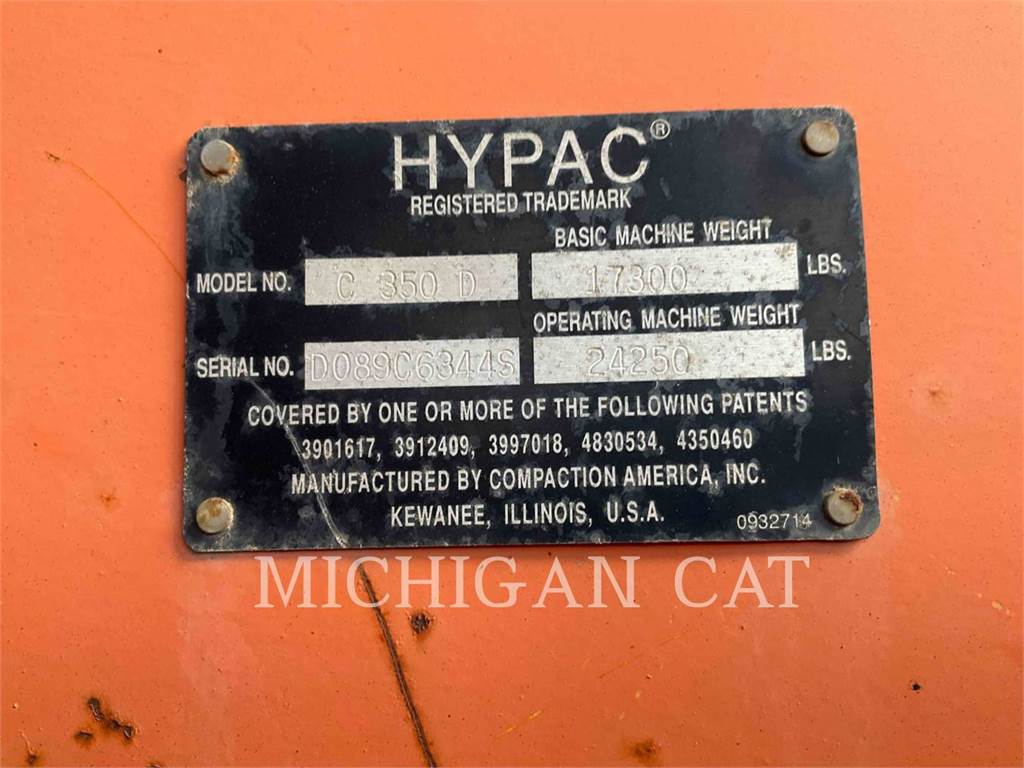 HYPAC®
REGISTERED TRADEMARK
BASIC MACHINE WEIGHT
MODEL NO. C 350 D 17300 LBS.
OPERATING MACHINE WEIGHT
SERIAL NO. D089C6344S 24250 LBS.
COVERED BY ONE OR MORE OF THE FOLLOWING PATENTS
3901617, 3912409, 3997018, 4830534, 4350460
MANUFACTURED BY COMPACTION AMERICA, INC.
KEWANEE, ILLINOIS, U.S.A. 0932714
MICHIGAN CAT